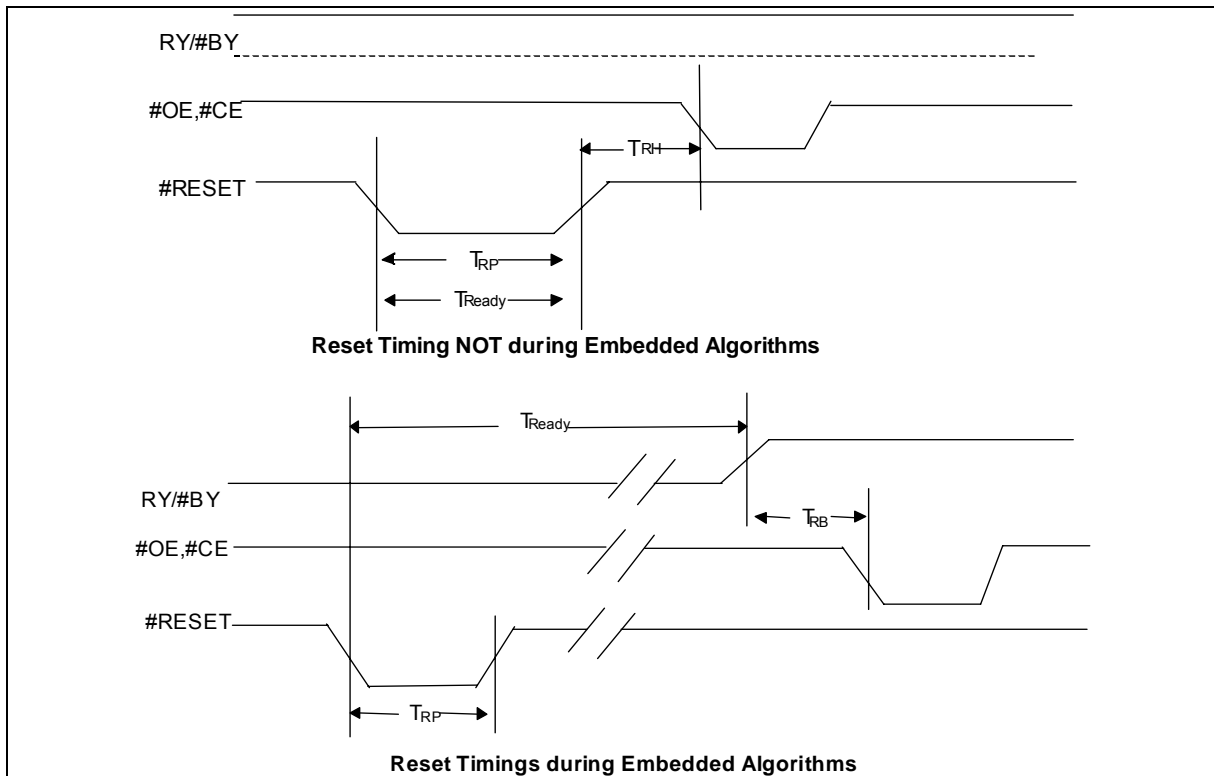 RY/#BY
#OE,#CE
TRH
#RESET
TRP
TReady
Reset Timing NOT during Embedded Algorithms
TReady
RY/#BY
TRB
#OE,#CE
#RESET
TRP
Reset Timings during Embedded Algorithms